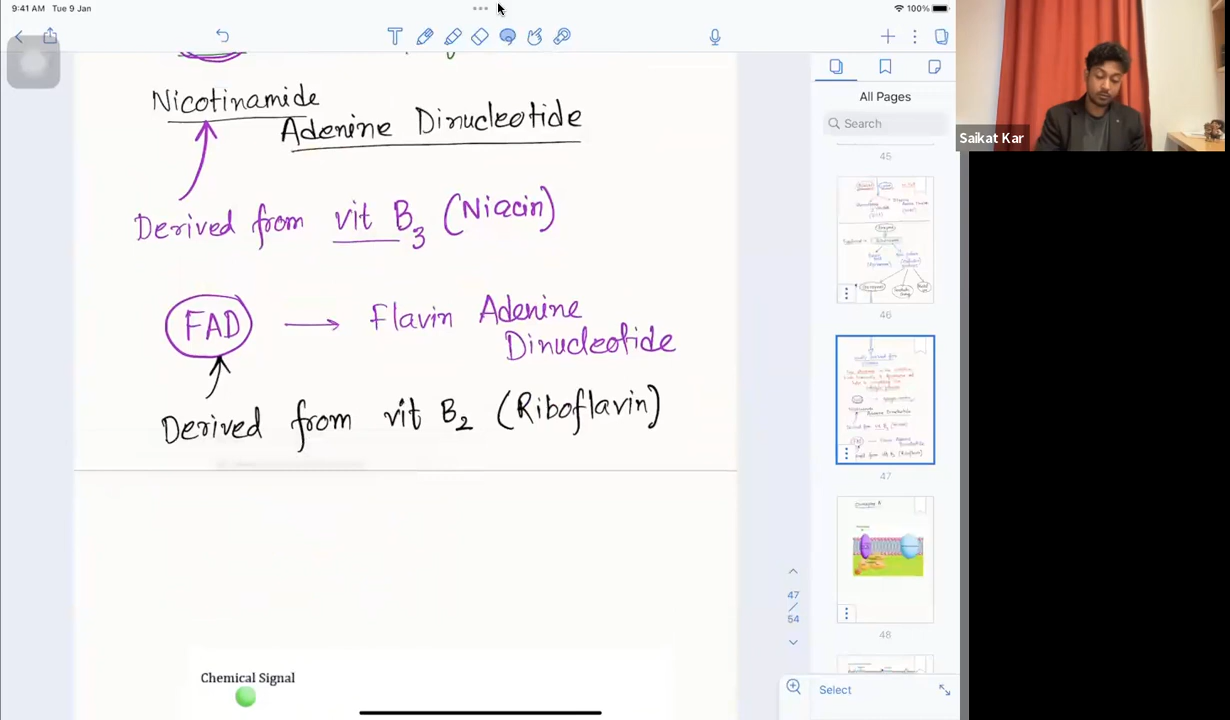 9:41 AM Tue 9 Jan
100%
Nicotinamide
Adenine Dinucleotide
Derived from vit B3 (Niacin)
FAD → Flavin Adenine
Dinucleotide
Derived from vit B2 (Riboflavin)
Chemical Signal
All Pages
Search
45
46
47
48
47
/
54
Select
Saikat Kar